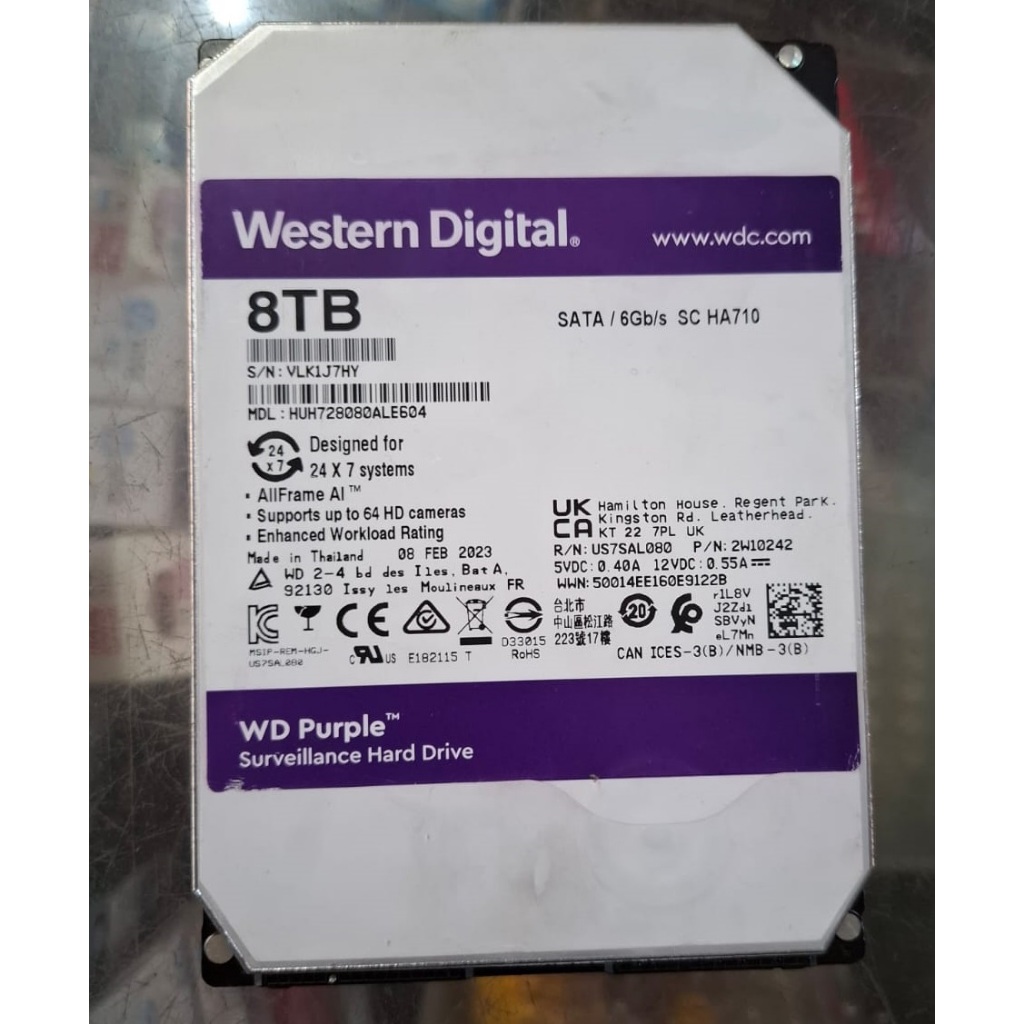 Western Digital®
www.wdc.com
8TB
SATA / 6Gb/s SC HA710
S/N: VLK1J7HY
MDL: HUH728080ALE604
24
x7
Designed for
24 X 7 systems
• AllFrame AI™
• Supports up to 64 HD cameras
• Enhanced Workload Rating
Made in Thailand 08 FEB 2023
WD 2-4 bd des Iles, Bat A,
92130 Issy les Moulineaux FR
UK
CA
Hamilton House, Regent Park.
Kingston Rd. Leatherhead.
KT 22 7PL UK
R/N: US7SAL080 P/N: 2W10242
5VDC: 0.40A 12VDC: 0.55A
WWN: 50014EE160E9122B
CE
MSIP-REM-HGJ-
US7SAL080
c RU US E182115 T
D33015
RoHS
台北市
中山區松江路
223號17樓
20
r1L8V
J2Zd1
SBVyN
eL7Mn
CAN ICES-3(B)/NMB-3(B)
WD Purple™
Surveillance Hard Drive